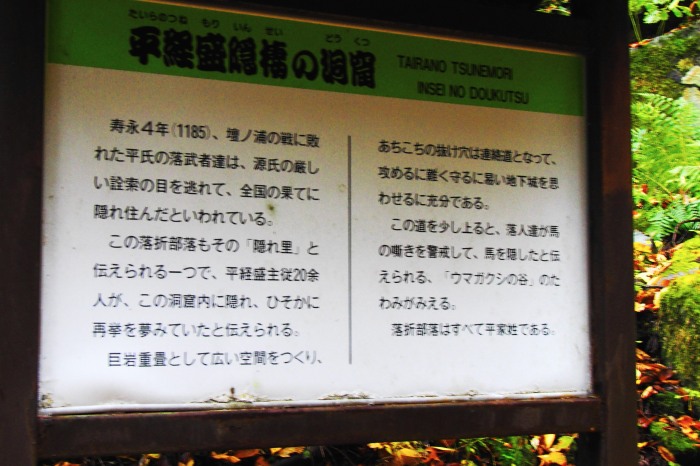 たいらのつね もり いん せい どう くつ
平経盛隠棲の洞窟
TAIRANO TSUNEMORI
INSEI NO DOUKUTSU
寿永4年(1185)、壇ノ浦の戦に敗
れた平氏の落武者達は、源氏の厳し
い詮索の目を逃れて、全国の果てに
隠れ住んだといわれている。
この落折部落もその「隠れ里」と
伝えられる一つで、平経盛主従20余
人が、この洞窟内に隠れ、ひそかに
再挙を夢みていたと伝えられる。
巨岩重畳として広い空間をつくり、
あちこちの抜け穴は連絡道となって、
攻めるに難く守るに易い地下城を思
わせるに充分である。
この道を少し上ると、落人達が馬
の嘶きを警戒して、馬を隠したと伝
えられる、「ウマガクシの谷」のた
わみがみえる。
落折部落はすべて平家姓である。